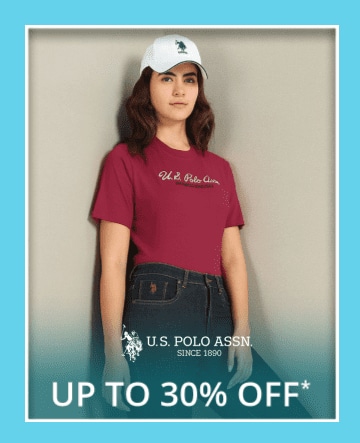 U.S. Polo Assn.
U.S. POLO ASSN.
SINCE 1890
UP TO 30% OFF*